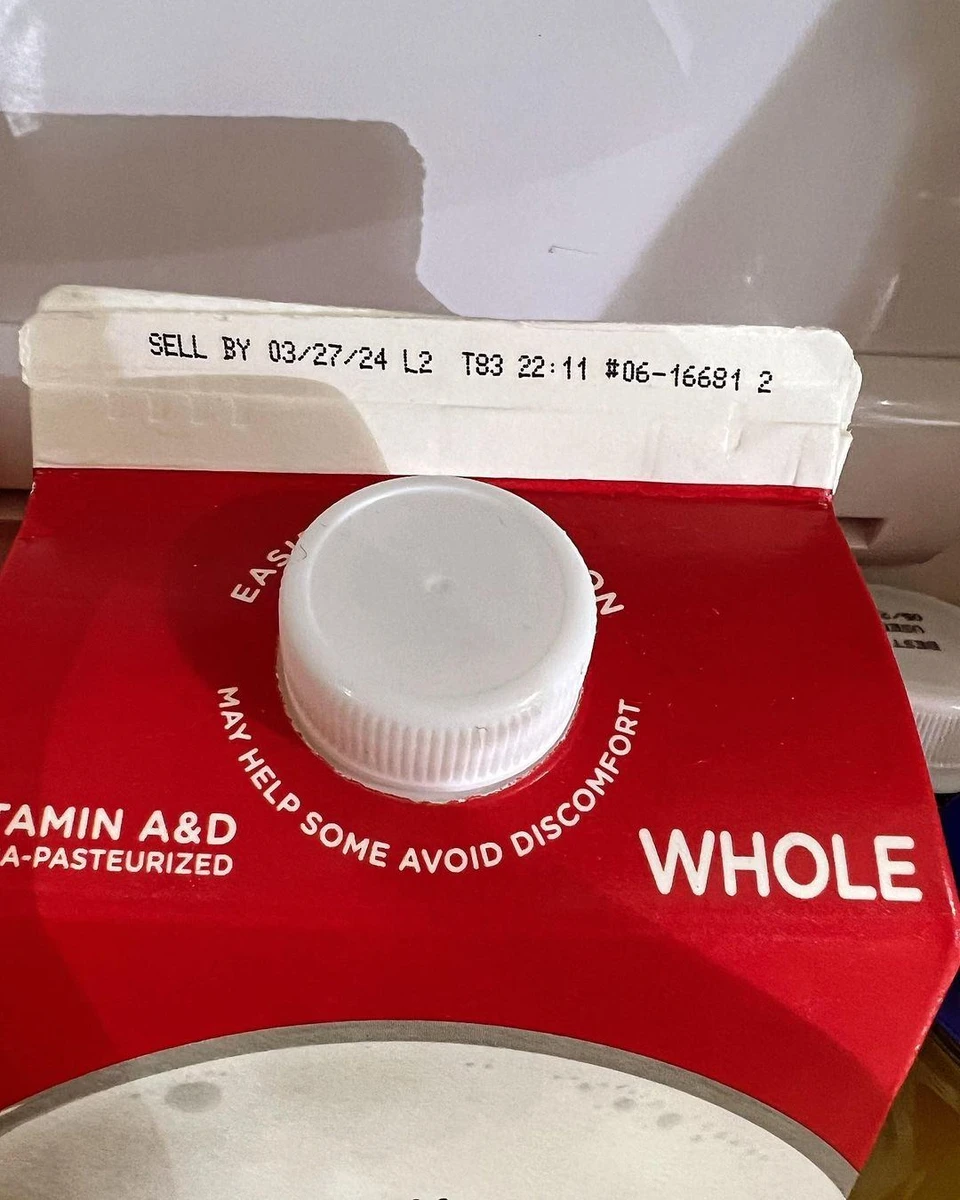 SELL BY 03/27/24 L2 T83 22:11 #06-16681 2
MAY HELP SOME AVOID DISCOMFORT
TAMIN A&D
A-PASTEURIZED
WHOLE